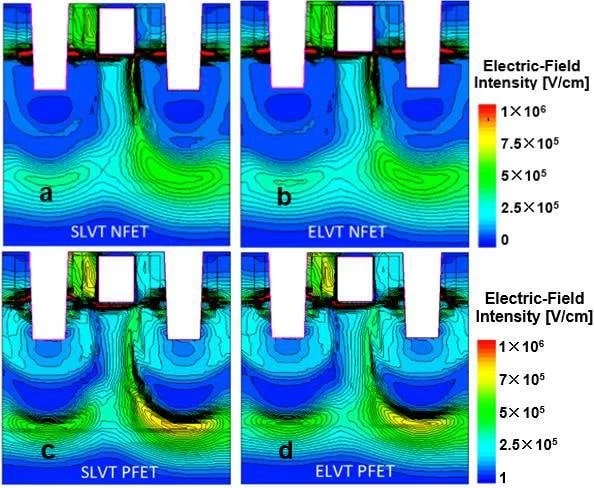 Electric-Field
Intensity [V/cm]
1×10⁶
7.5×10⁵
5×10⁵
2.5×10⁵
0
a
SLVT NFET
b
ELVT NFET
Electric-Field
Intensity [V/cm]
1×10⁶
7×10⁵
5×10⁵
2.5×10⁵
1
c
SLVT PFET
d
ELVT PFET